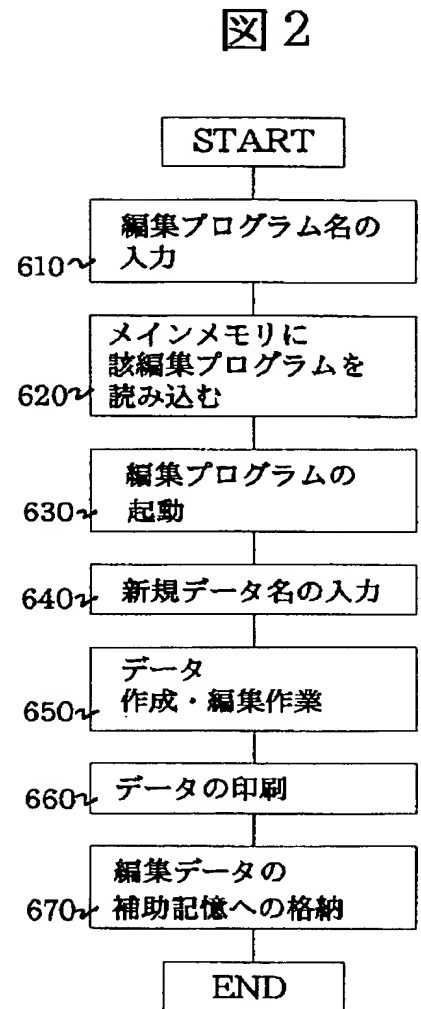 図2
START
編集プログラム名の
610 入力
メインメモリに
該編集プログラムを
620 読み込む
編集プログラムの
630 起動
640 新規データ名の入力
データ
650 作成・編集作業
660 データの印刷
編集データの
670 補助記憶への格納
END